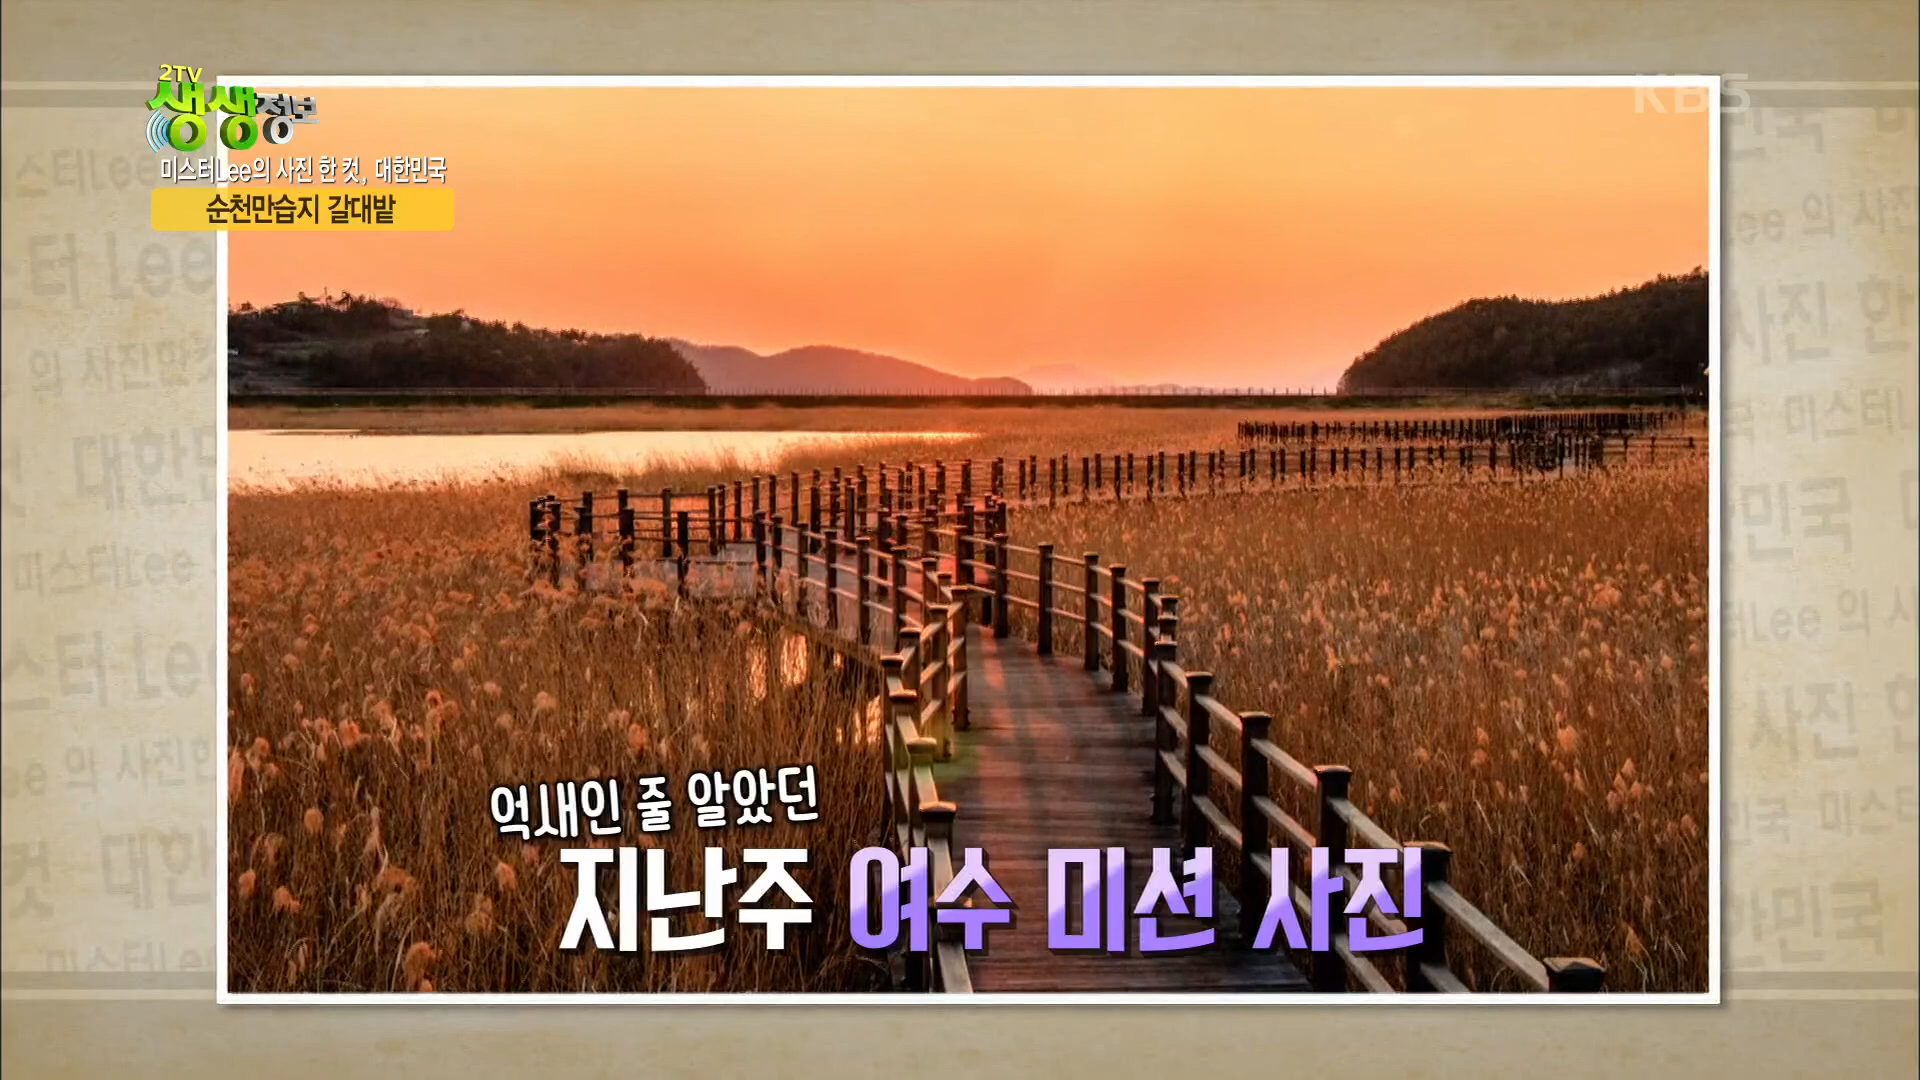 2TV
생생정보
KBS
미스터Lee의 사진 한 컷, 대한민국
순천만습지 갈대밭
억새인 줄 알았던
지난주 여수 미션 사진